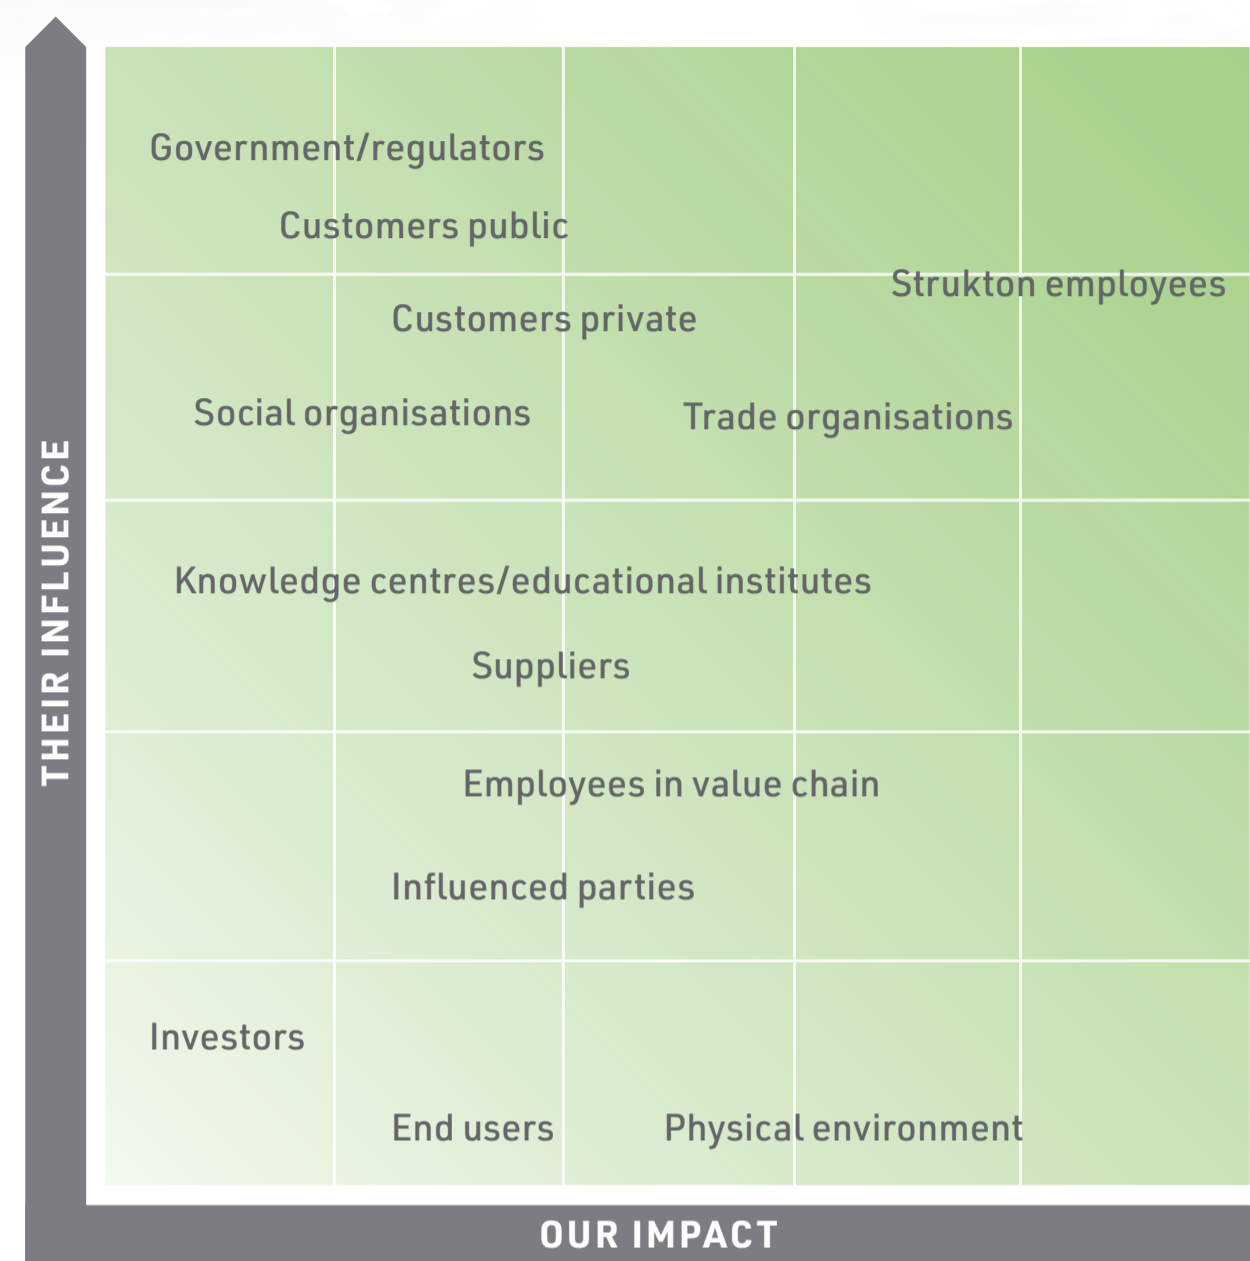 Government/regulators
Customers public
Strukton employees
Customers private
Social organisations
Trade organisations
THEIR INFLUENCE
Knowledge centres/educational institutes
Suppliers
Employees in value chain
Influenced parties
Investors
End users
Physical environment
OUR IMPACT